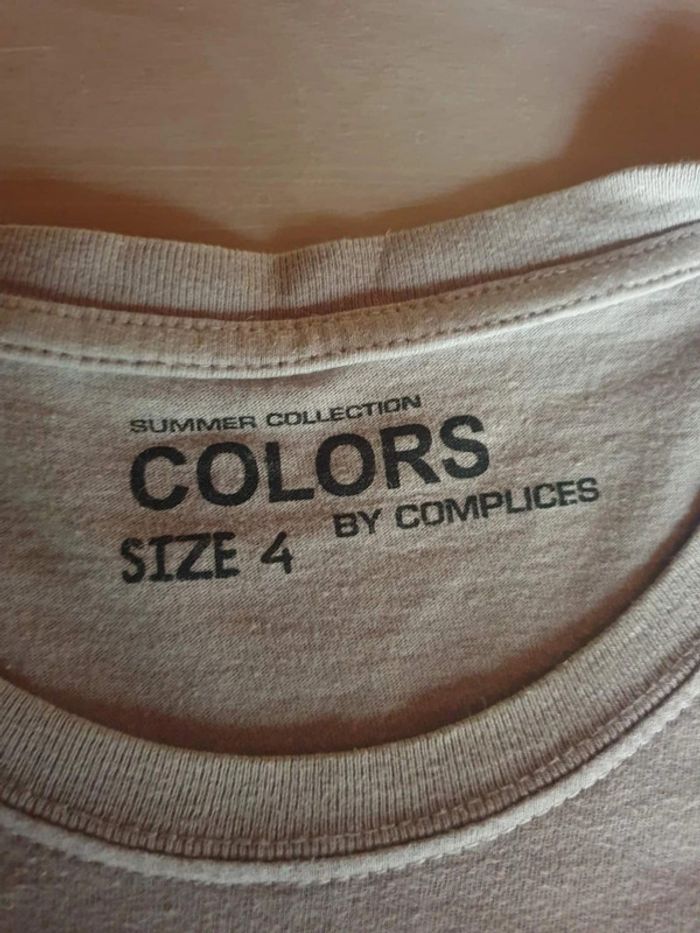 SUMMER COLLECTION
COLORS
BY COMPLICES
SIZE 4